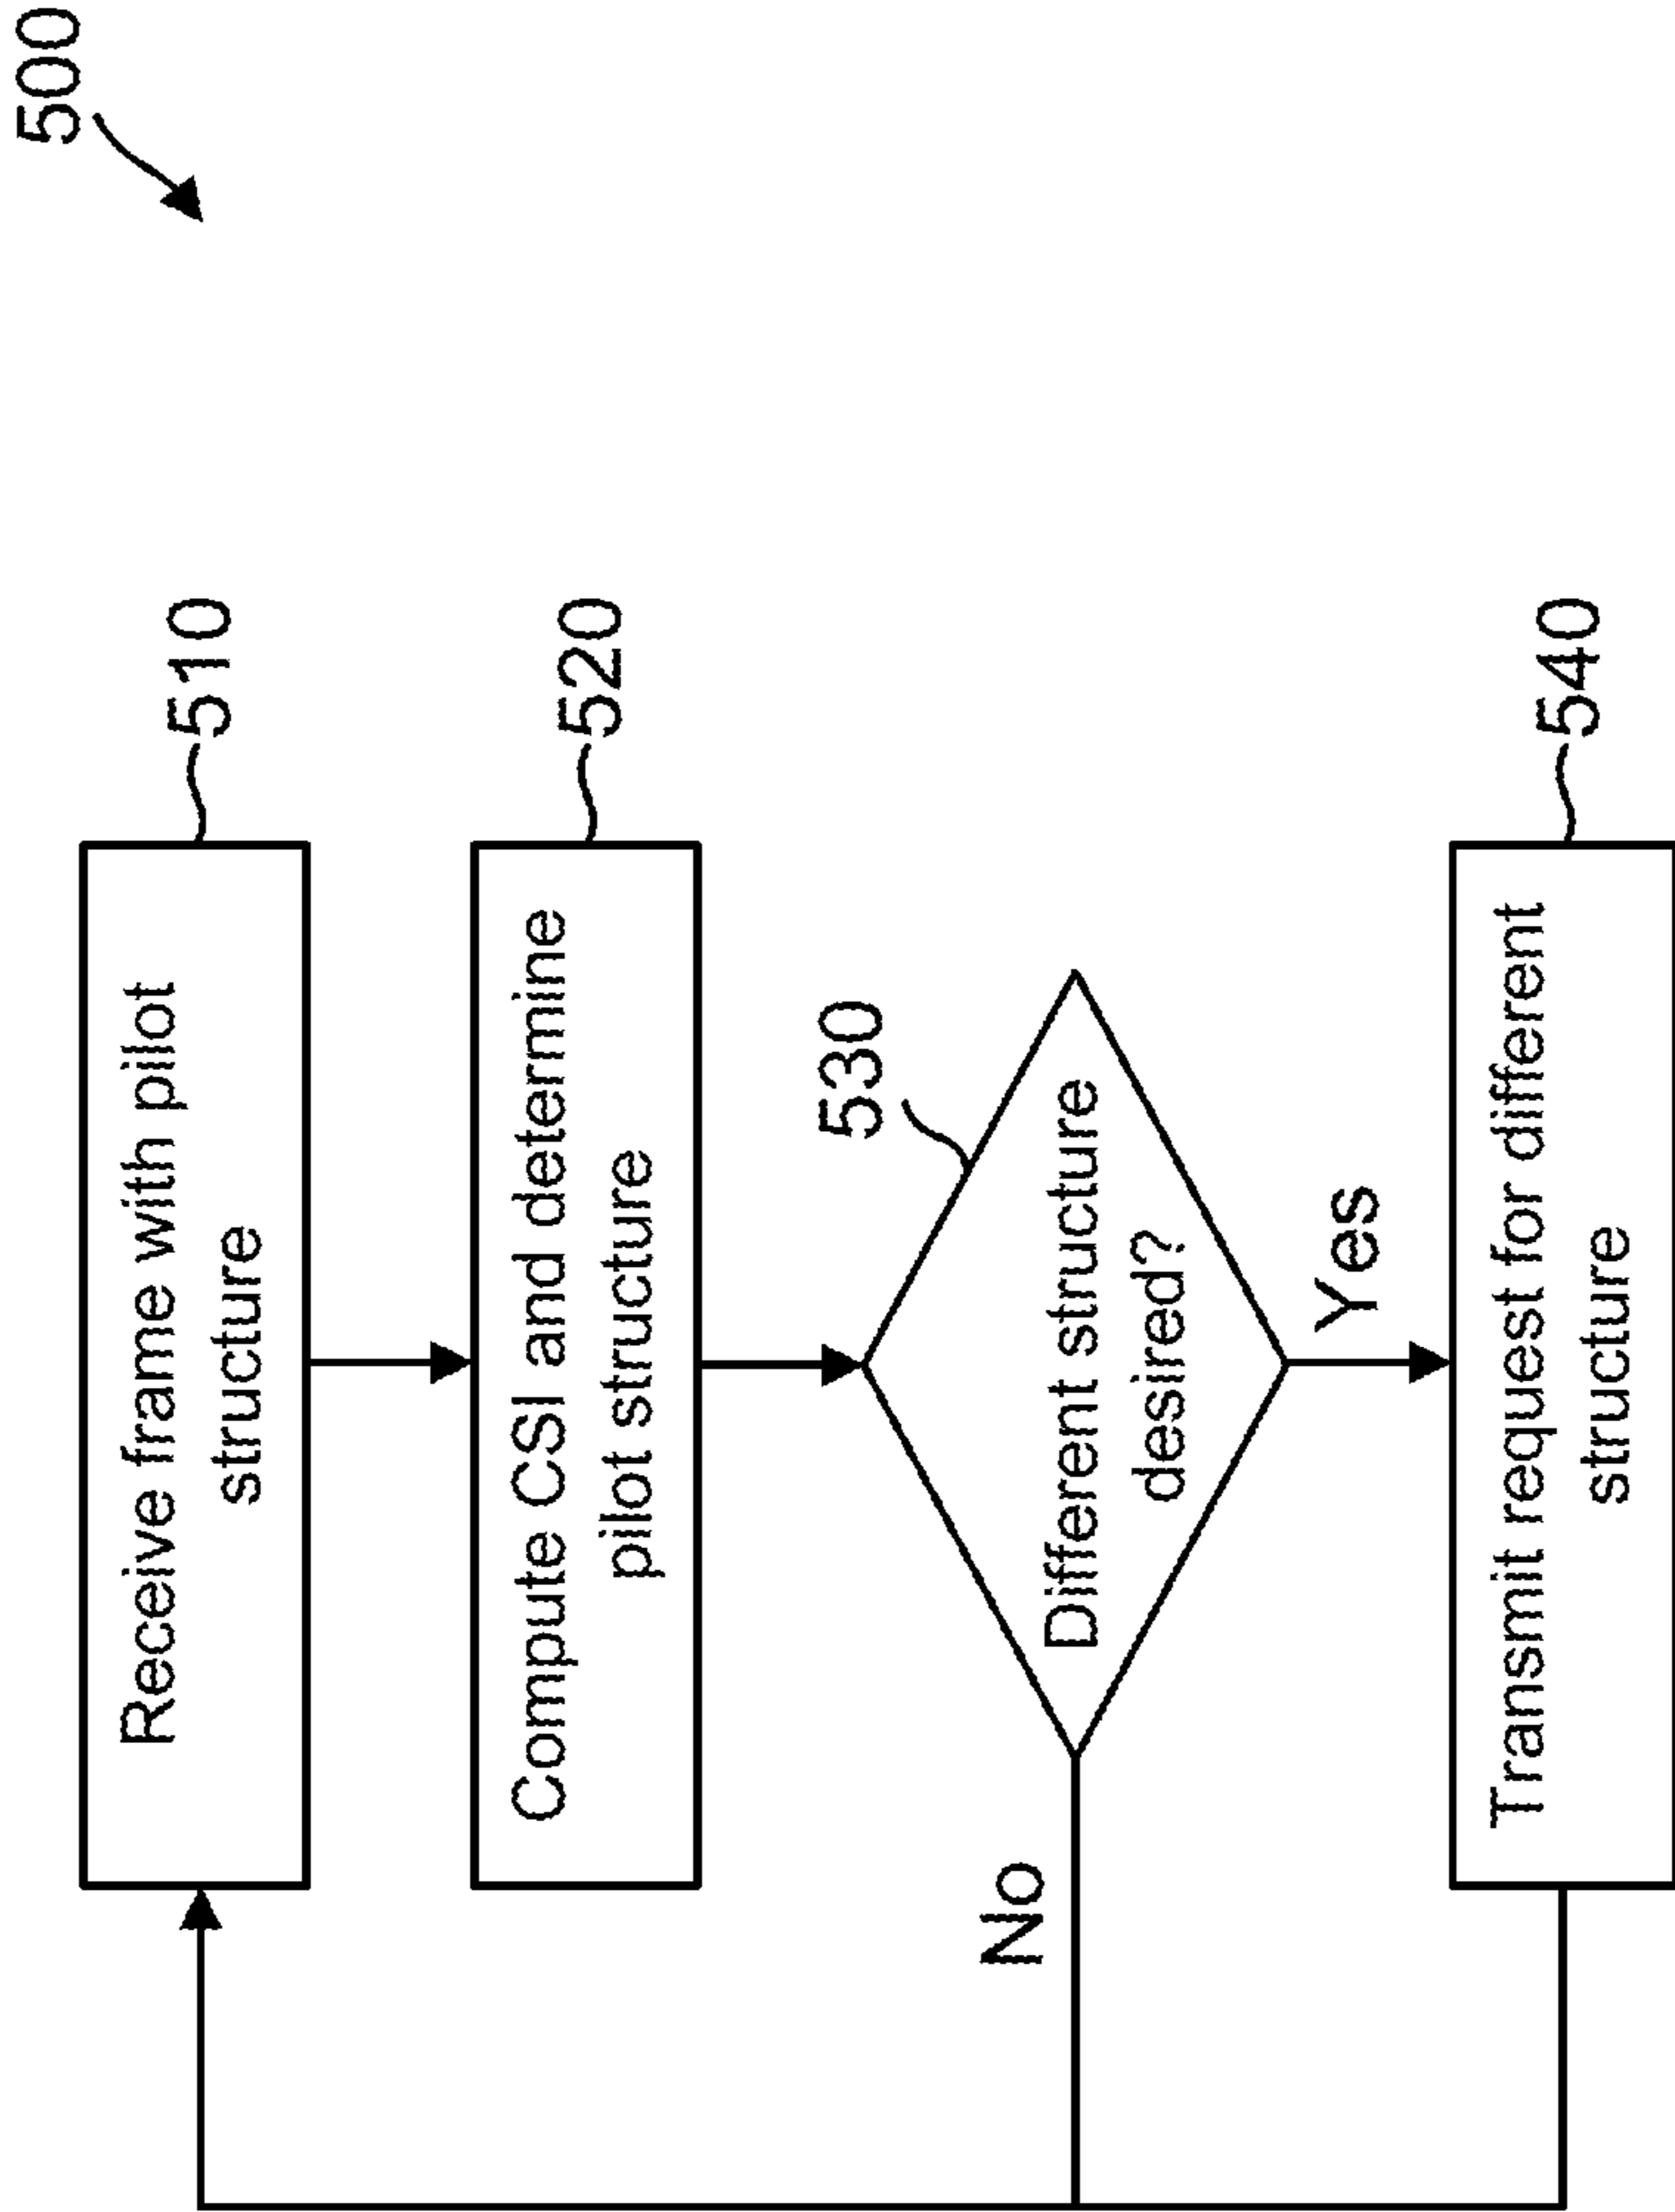 500
Receive frame with pilot
structure
510
Compute CSI and determine
pilot structure
520
530
Different structure
desired?
No
Yes
Transmit request for different
structure
540